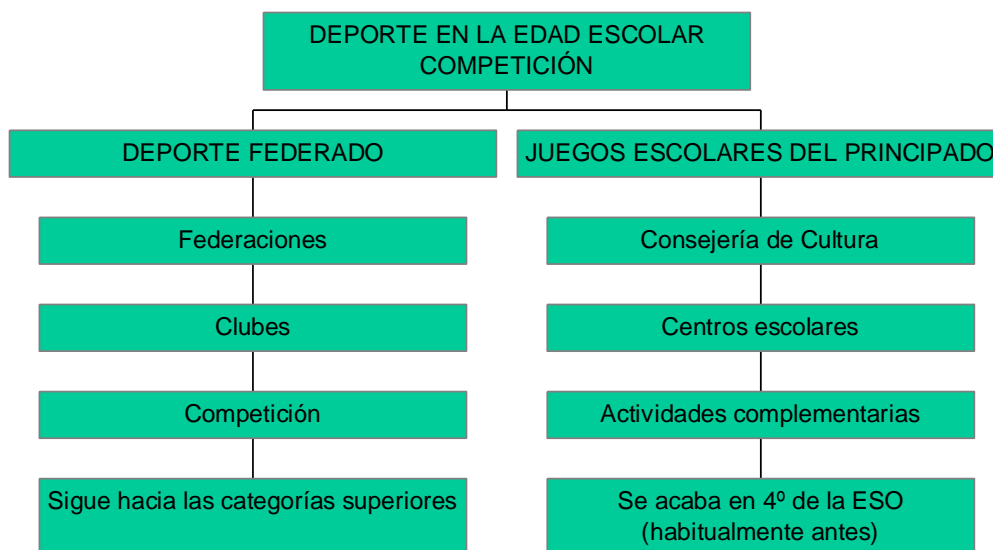 DEPORTE EN LA EDAD ESCOLAR
COMPETICIÓN
DEPORTE FEDERADO
JUEGOS ESCOLARES DEL PRINCIPADO
Federaciones
Consejería de Cultura
Clubes
Centros escolares
Competición
Actividades complementarias
Sigue hacia las categorías superiores
Se acaba en 4º de la ESO
(habitualmente antes)